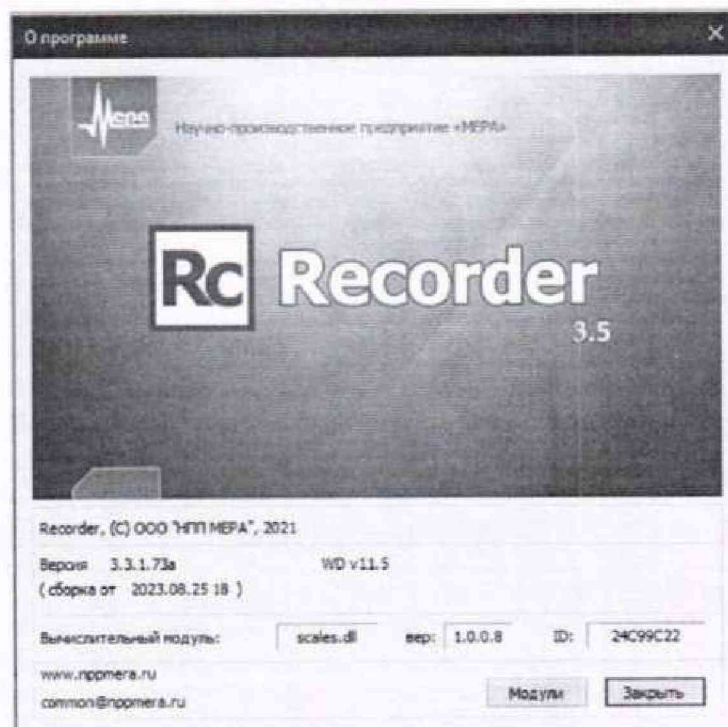 О программе
Мера
Научно-производственное предприятие «МЕРА»
Rc Recorder
3.5
Recorder, (C) ООО "НПП МЕРА", 2021
Версия 3.3.1.73a WD v11.5
( сборка от 2023.08.25 18 )
Вычислительный модуль: scales.dll вер: 1.0.0.8 ID: 24C99C22
www.nppmera.ru
common@nppmera.ru
Модули Закрыть